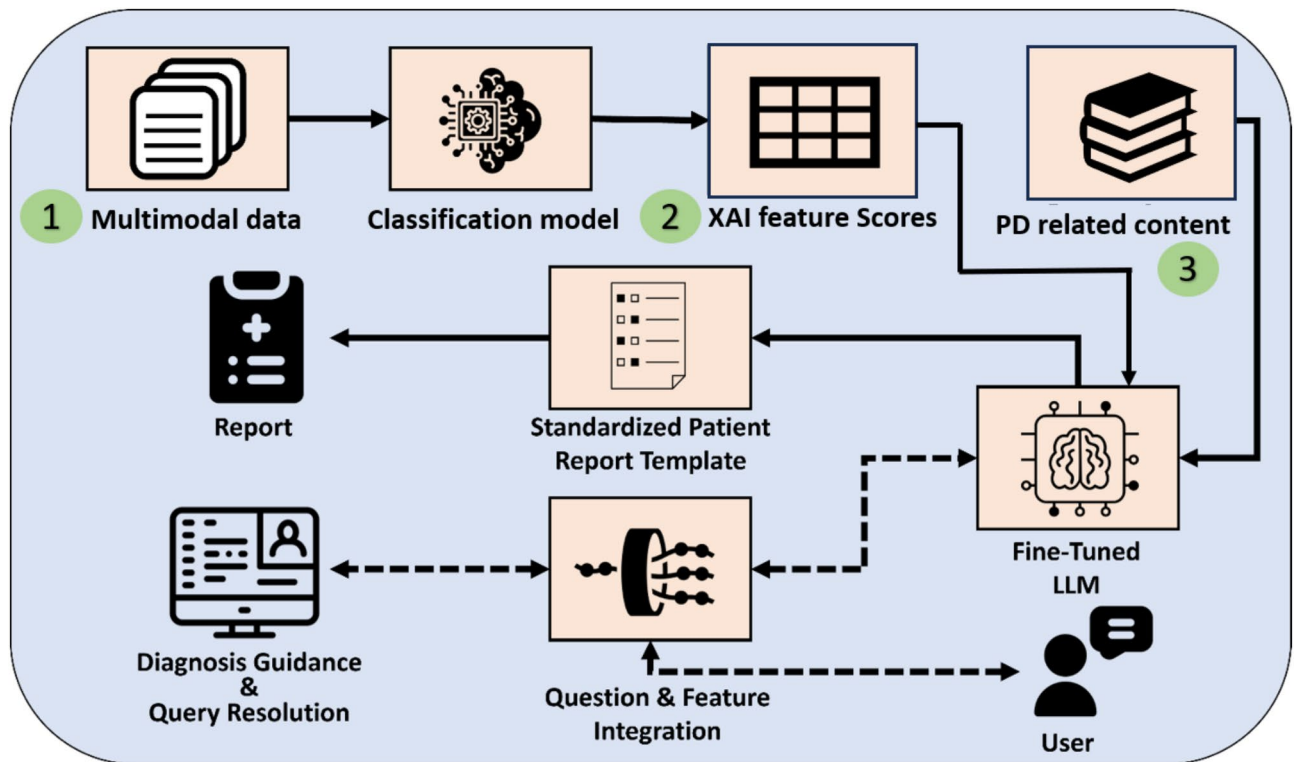 1
Multimodal data
Classification model
2
XAI feature Scores
PD related content
3
Report
Standardized Patient
Report Template
Fine-Tuned
LLM
Diagnosis Guidance
&
Query Resolution
Question & Feature
Integration
User